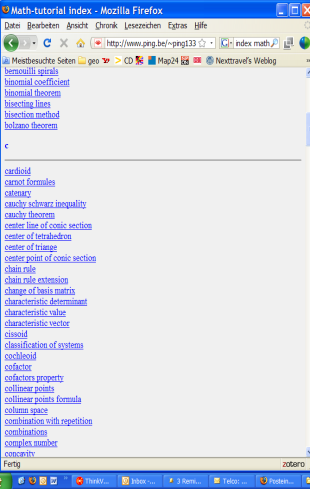 Math-tutorial index - Mozilla Firefox
Datei Bearbeiten Ansicht Chronik Lesezeichen Extras Hilfe
http://www.ping.be/~ping133 index math
Meistbesuchte Seiten geo CD Map24 Nexttravel's Weblog
bernoulli spirals
binomial coefficient
binomial theorem
bisecting lines
bisection method
bolzano theorem
c
cardioid
carnot formules
catenary
cauchy schwarz inequality
cauchy theorem
center line of conic section
center of tetrahedron
center of triangle
center point of conic section
chain rule
chain rule extension
change of basis matrix
characteristic determinant
characteristic value
characteristic vector
cissoid
classification of systems
cochleoid
cofactor
cofactors property
collinear points
collinear points formula
column space
combination with repetition
combinations
complex number
concavity
Fertig zotero
ThinkV... Inbox -... 3 Remi... Telco: ... Postein...